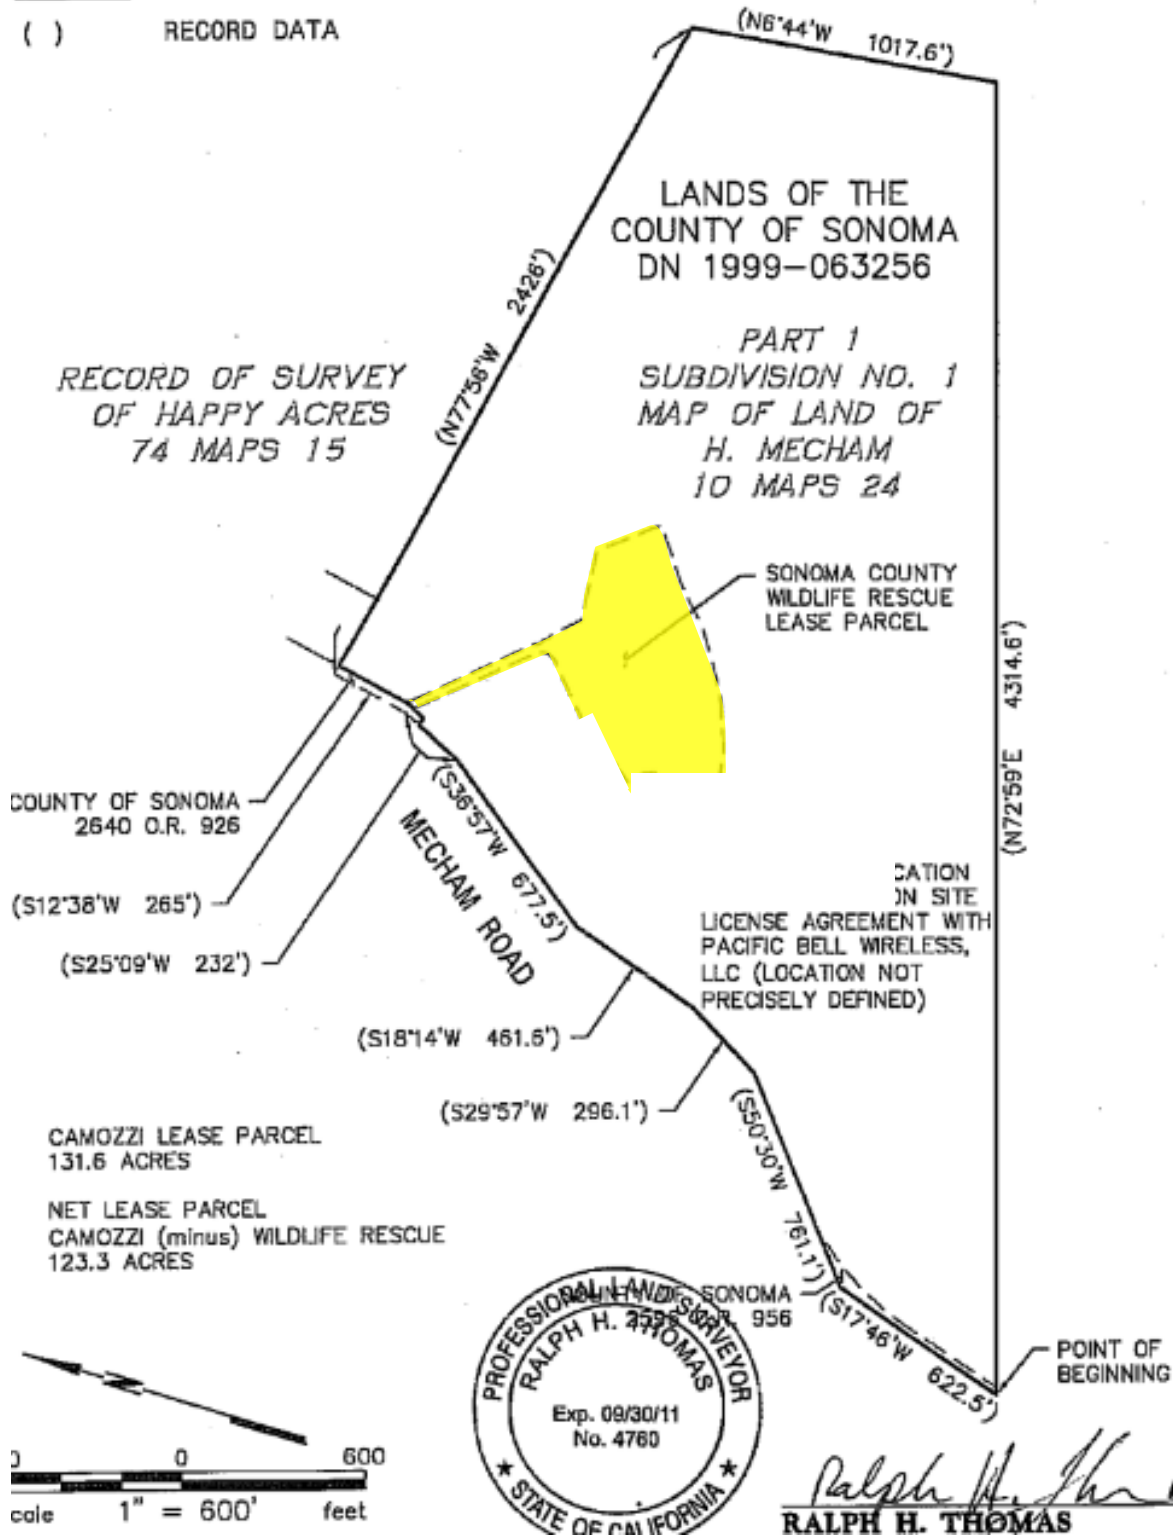 ( ) RECORD DATA
(N6°44'W 1017.6')
LANDS OF THE
COUNTY OF SONOMA
DN 1999-063256
(N77°56'W 2426')
PART 1
SUBDIVISION NO. 1
MAP OF LAND OF
H. MECHAM
10 MAPS 24
RECORD OF SURVEY
OF HAPPY ACRES
74 MAPS 15
SONOMA COUNTY
WILDLIFE RESCUE
LEASE PARCEL
(N72°59'E 4314.6')
COUNTY OF SONOMA
2640 O.R. 926
(S12°38'W 265')
(S25°09'W 232')
(S36°57'W 677.5')
MECHAM ROAD
CATION
ON SITE
LICENSE AGREEMENT WITH
PACIFIC BELL WIRELESS,
LLC (LOCATION NOT
PRECISELY DEFINED)
(S18°14'W 461.6')
(S29°57'W 296.1')
(S50°30'W 761.1')
CAMOZZI LEASE PARCEL
131.6 ACRES
NET LEASE PARCEL
CAMOZZI (minus) WILDLIFE RESCUE
123.3 ACRES
OF SONOMA
956
(S17°46'W 622.5')
POINT OF
BEGINNING
PROFESSIONAL LAND SURVEYOR
RALPH H. THOMAS
Exp. 09/30/11
No. 4760
STATE OF CALIFORNIA
0 0 600
cale 1" = 600' feet
Ralph H.
RALPH H. THOMAS